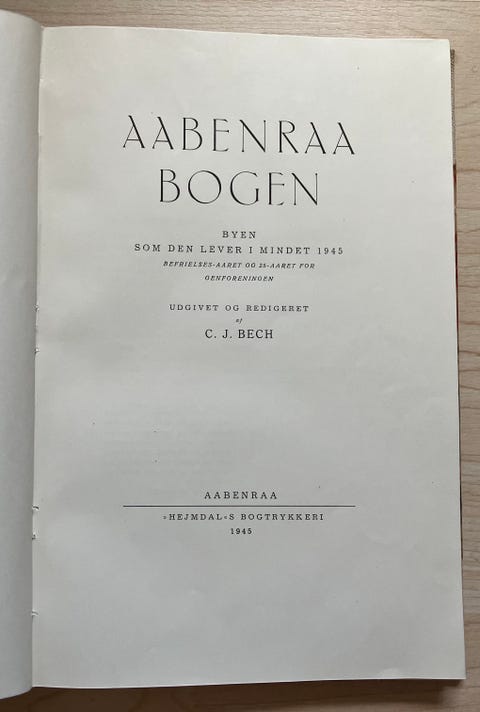 AABENRAA
BOGEN
BYEN
SOM DEN LEVER I MINDET 1945
BEFRIELSES-AARET OG 25-AARET FOR
GENFORENINGEN
UDGIVET OG REDIGERET
af
C. J. BECH
AABENRAA
»HEJMDAL«S BOGTRYKKERI
1945